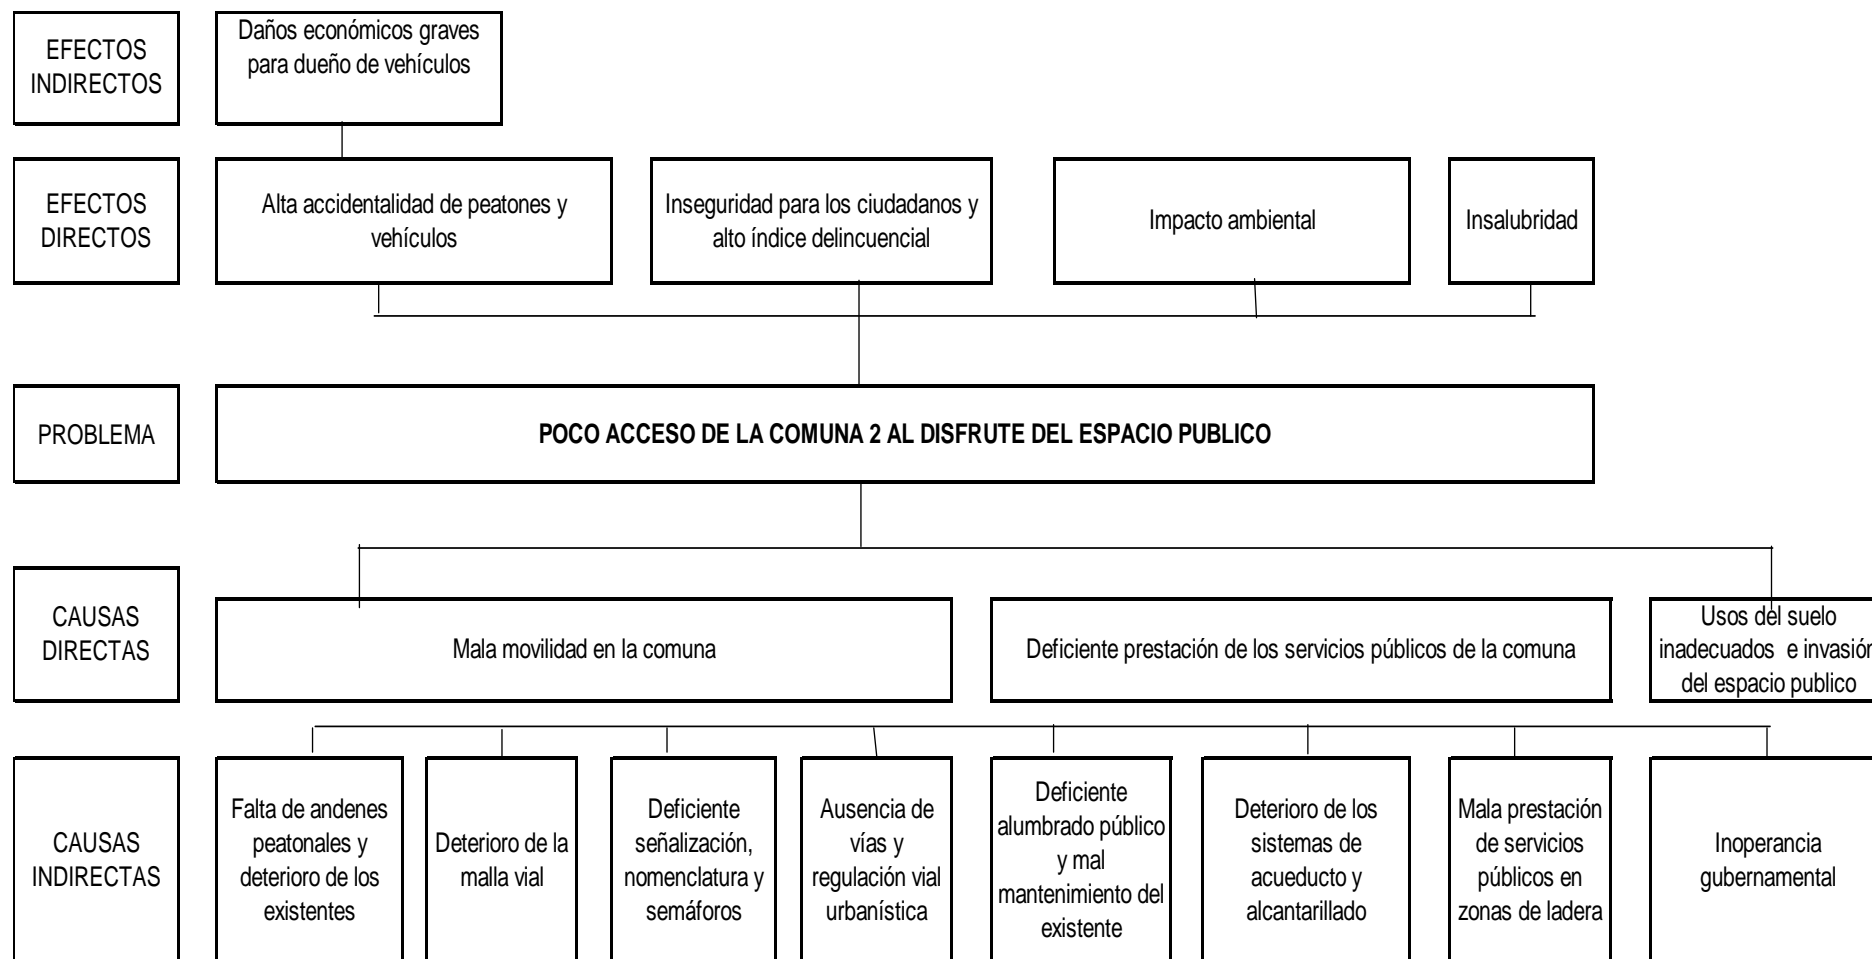 EFECTOS
INDIRECTOS
Daños económicos graves
para dueño de vehículos
EFECTOS
DIRECTOS
Alta accidentalidad de peatones y
vehículos
Inseguridad para los ciudadanos y
alto índice delincuencial
Impacto ambiental
Insalubridad
PROBLEMA
POCO ACCESO DE LA COMUNA 2 AL DISFRUTE DEL ESPACIO PUBLICO
CAUSAS
DIRECTAS
Mala movilidad en la comuna
Deficiente prestación de los servicios públicos de la comuna
Usos del suelo
inadecuados e invasión
del espacio publico
CAUSAS
INDIRECTAS
Falta de andenes
peatonales y
deterioro de los
existentes
Deterioro de la
malla vial
Deficiente
señalización,
nomenclatura y
semáforos
Ausencia de
vías y
regulación vial
urbanística
Deficiente
alumbrado público
y mal
mantenimiento del
existente
Deterioro de los
sistemas de
acueducto y
alcantarillado
Mala prestación
de servicios
públicos en
zonas de ladera
Inoperancia
gubernamental